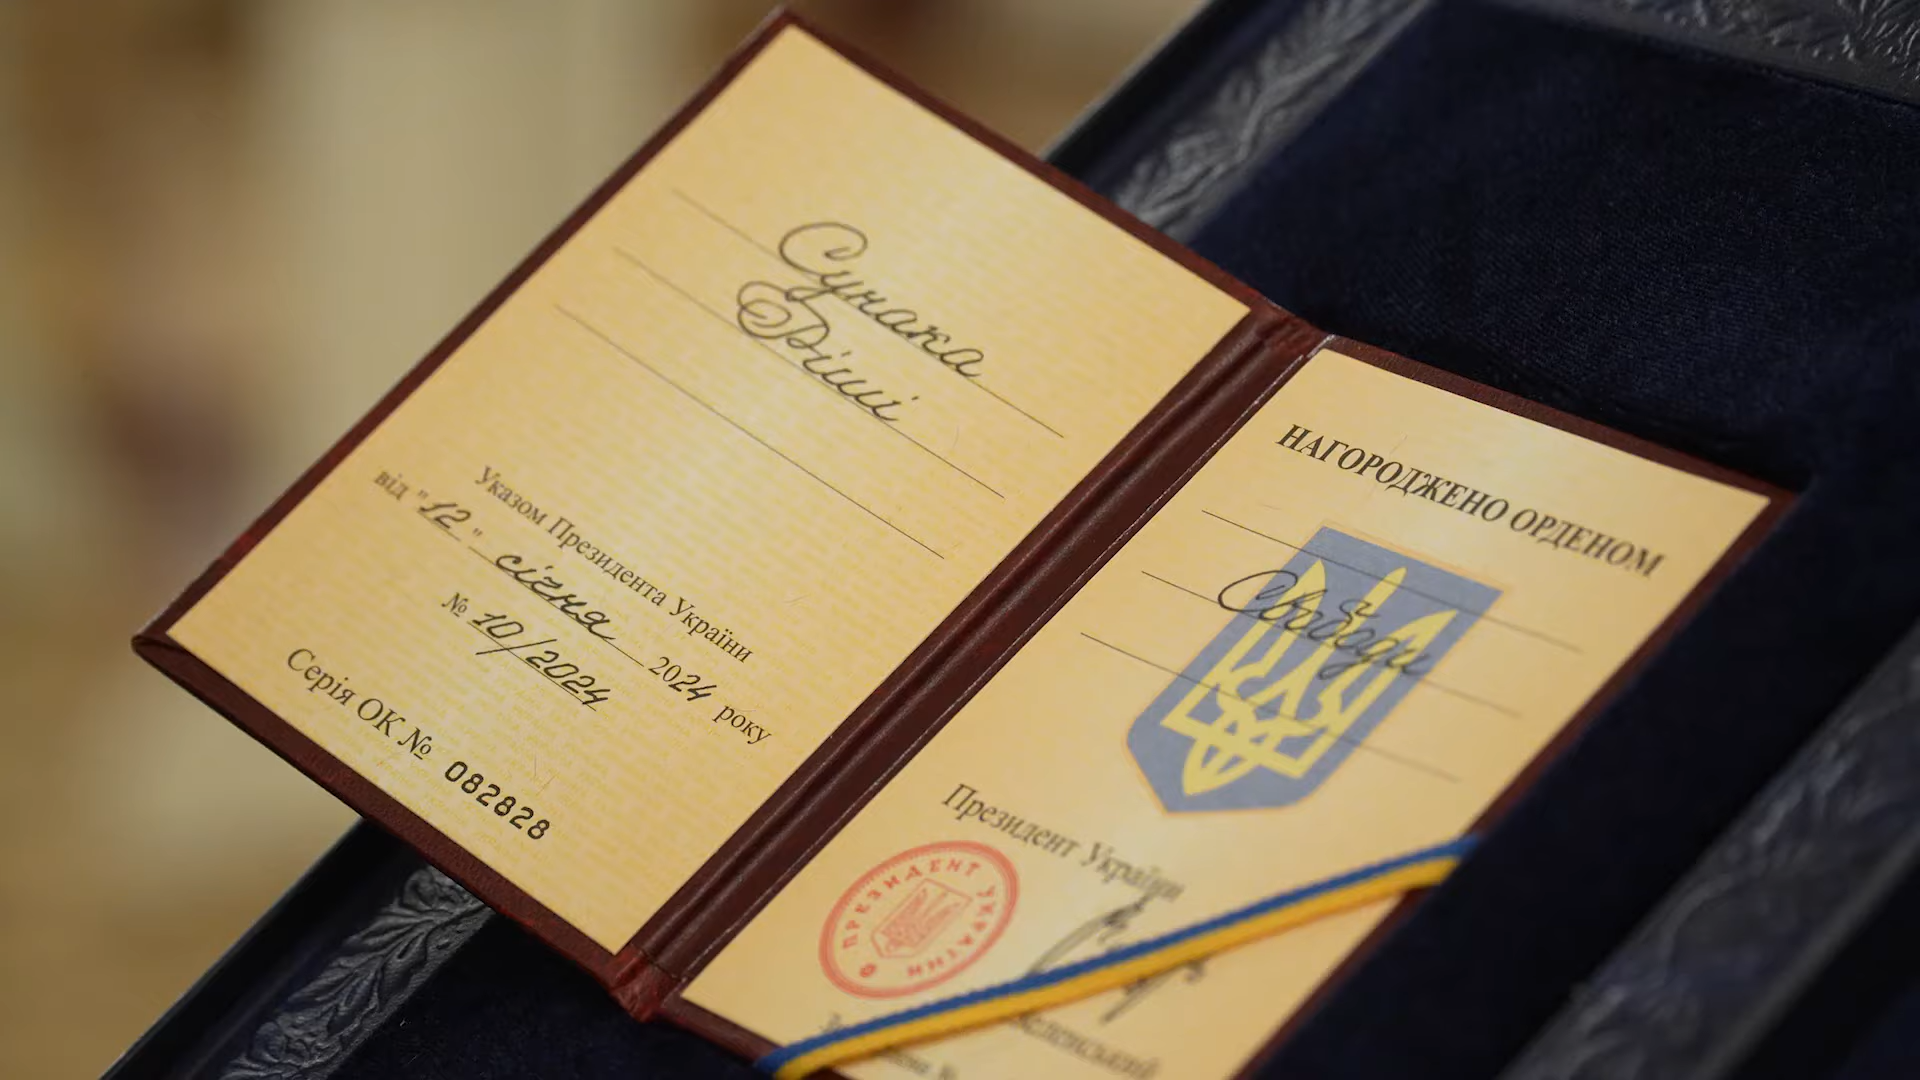 Сунака
Ріші
Указом Президента України
від "12" січня 2024 року
№ 10/2024
Серія ОК № 082828
НАГОРОДЖЕНО ОРДЕНОМ
Свободи
Президент України
ПРЕЗИДЕНТ УКРАЇНИ